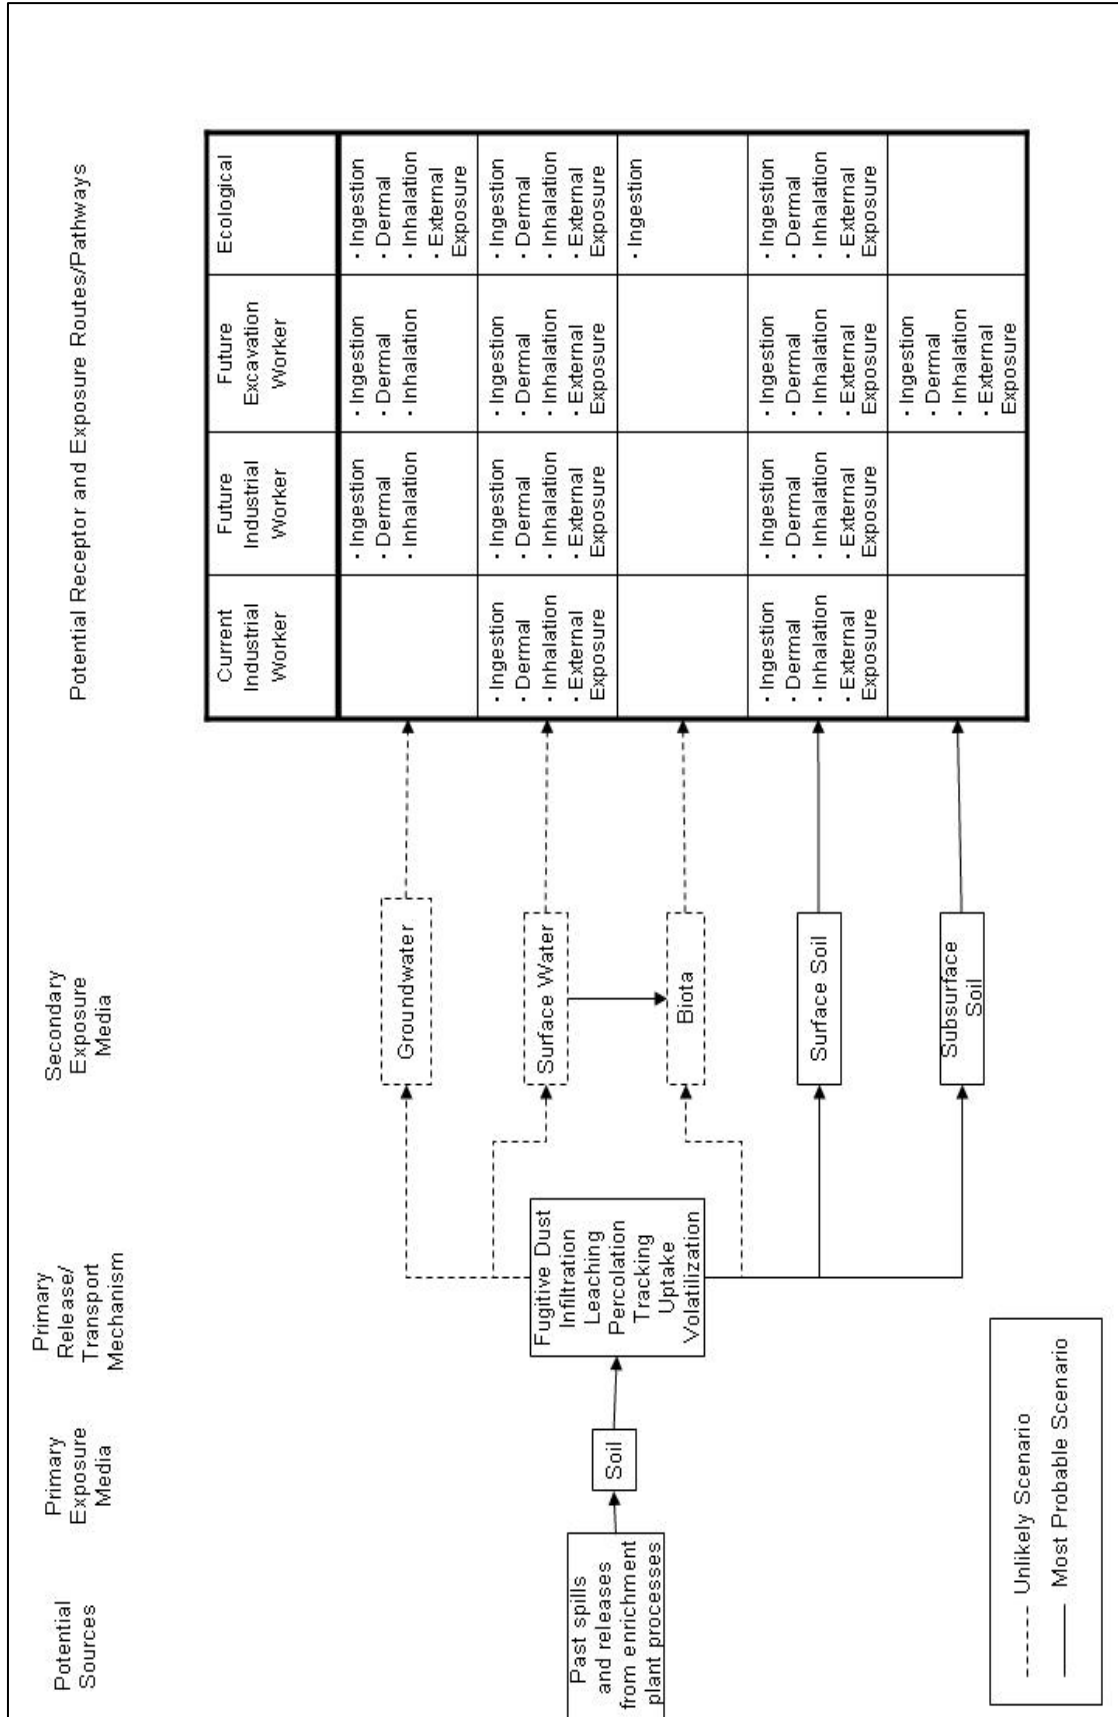 Potential
Sources
Primary
Exposure
Media
Primary
Release/
Transport
Mechanism
Secondary
Exposure
Media
Potential Receptor and Exposure Routes/Pathways
Past spills
and releases
from enrichment
plant processes
Soil
Fugitive Dust
Infiltration
Leaching
Percolation
Tracking
Uptake
Volatilization
Groundwater
Surface Water
Biota
Surface Soil
Subsurface
Soil
Current
Industrial
Worker
Future
Industrial
Worker
Future
Excavation
Worker
Ecological
· Ingestion
· Dermal
· Inhalation
· Ingestion
· Dermal
· Inhalation
· Ingestion
· Dermal
· Inhalation
· External
Exposure
· Ingestion
· Dermal
· Inhalation
· External
Exposure
· Ingestion
· Dermal
· Inhalation
· External
Exposure
· Ingestion
· Dermal
· Inhalation
· External
Exposure
· Ingestion
· Dermal
· Inhalation
· External
Exposure
· Ingestion
· Ingestion
· Dermal
· Inhalation
· External
Exposure
· Ingestion
· Dermal
· Inhalation
· External
Exposure
· Ingestion
· Dermal
· Inhalation
· External
Exposure
· Ingestion
· Dermal
· Inhalation
· External
Exposure
· Ingestion
· Dermal
· Inhalation
· External
Exposure
Unlikely Scenario
Most Probable Scenario